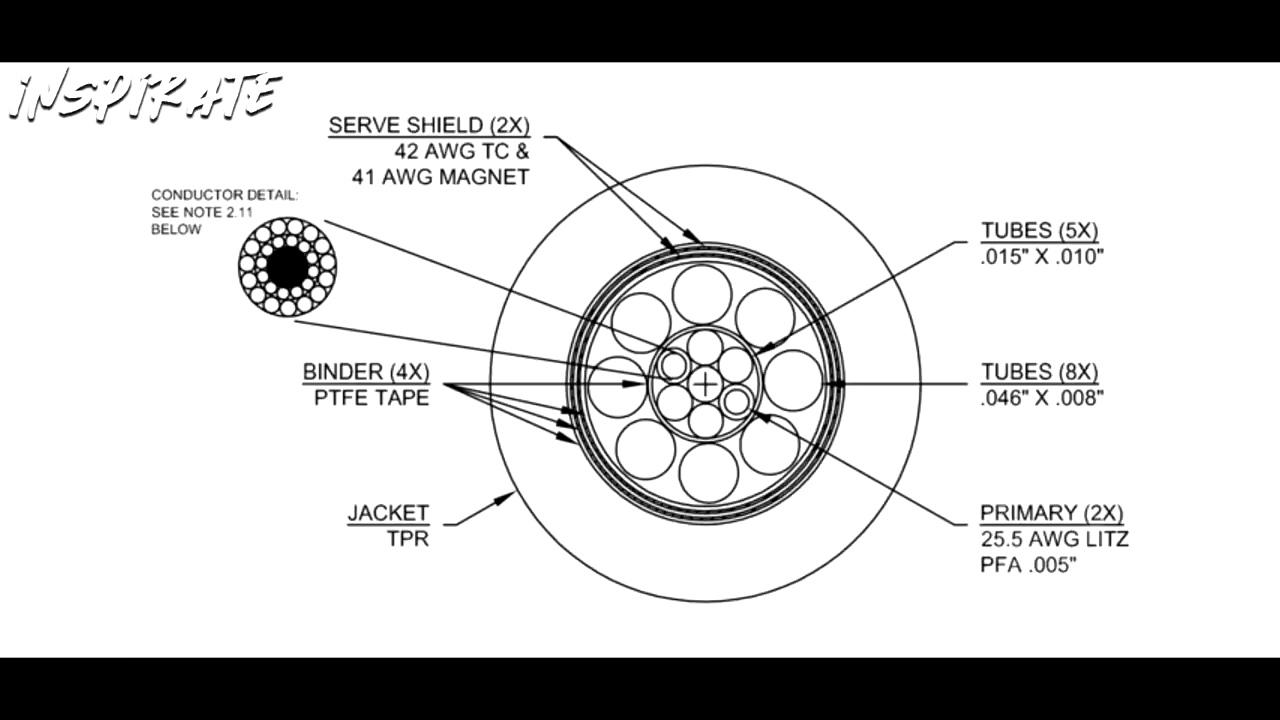 iNSPiRATE
SERVE SHIELD (2X)
42 AWG TC &
41 AWG MAGNET
CONDUCTOR DETAIL:
SEE NOTE 2.11
BELOW
TUBES (5X)
.015" X .010"
BINDER (4X)
PTFE TAPE
TUBES (8X)
.046" X .008"
JACKET
TPR
PRIMARY (2X)
25.5 AWG LITZ
PFA .005"